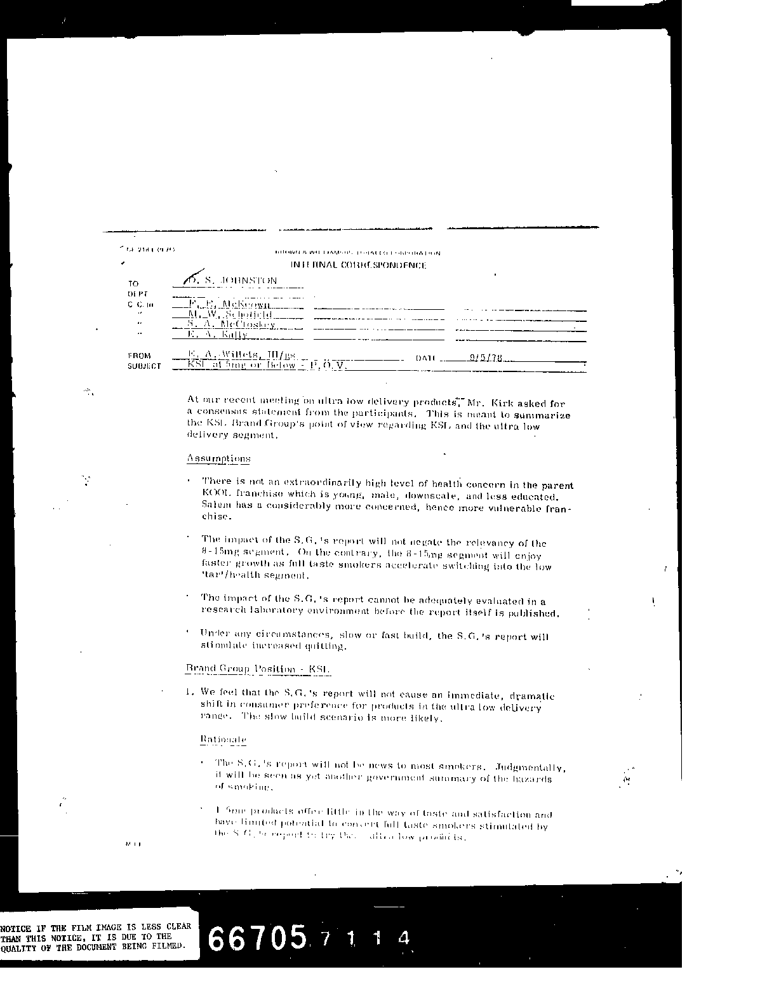 BROWN & WILLIAMSON TOBACCO CORPORATION
INTERNAL CORRESPONDENCE
TO D. S. JOHNSTON
DEPT
C. C. to F. E. McKeown
" M. W. Schofield
" S. A. McCloskey
" E. A. Rally
FROM E. A. Willets, III/gs DATE 9/5/78
SUBJECT KSL at 5mg or Below - P.O.V.
At our recent meeting on ultra low delivery products, Mr. Kirk asked for
a consensus statement from the participants. This is meant to summarize
the KSL Brand Group's point of view regarding KSL and the ultra low
delivery segment.
Assumptions
· There is not an extraordinarily high level of health concern in the parent
KOOL franchise which is young, male, downscale, and less educated.
Salem has a considerably more concerned, hence more vulnerable fran-
chise.
· The impact of the S.G.'s report will not negate the relevancy of the
8-15mg segment. On the contrary, the 8-15mg segment will enjoy
faster growth as full taste smokers accelerate switching into the low
'tar'/health segment.
· The impact of the S.G.'s report cannot be adequately evaluated in a
research laboratory environment before the report itself is published.
· Under any circumstances, slow or fast build, the S.G.'s report will
stimulate increased quitting.
Brand Group Position - KSL
1. We feel that the S.G.'s report will not cause an immediate, dramatic
shift in consumer preference for products in the ultra low delivery
range. The slow build scenario is more likely.
Rationale
· The S.G.'s report will not be news to most smokers. Judgmentally,
it will be seen as yet another government summary of the hazards
of smoking.
· products offer little in the way of taste and satisfaction and
have limited potential to convert full taste smokers stimulated by
the S.G.'s report to try the ultra low products.
NOTICE IF THE FILM IMAGE IS LESS CLEAR
THAN THIS NOTICE, IT IS DUE TO THE
QUALITY OF THE DOCUMENT BEING FILMED.
66705 7 1 1 4